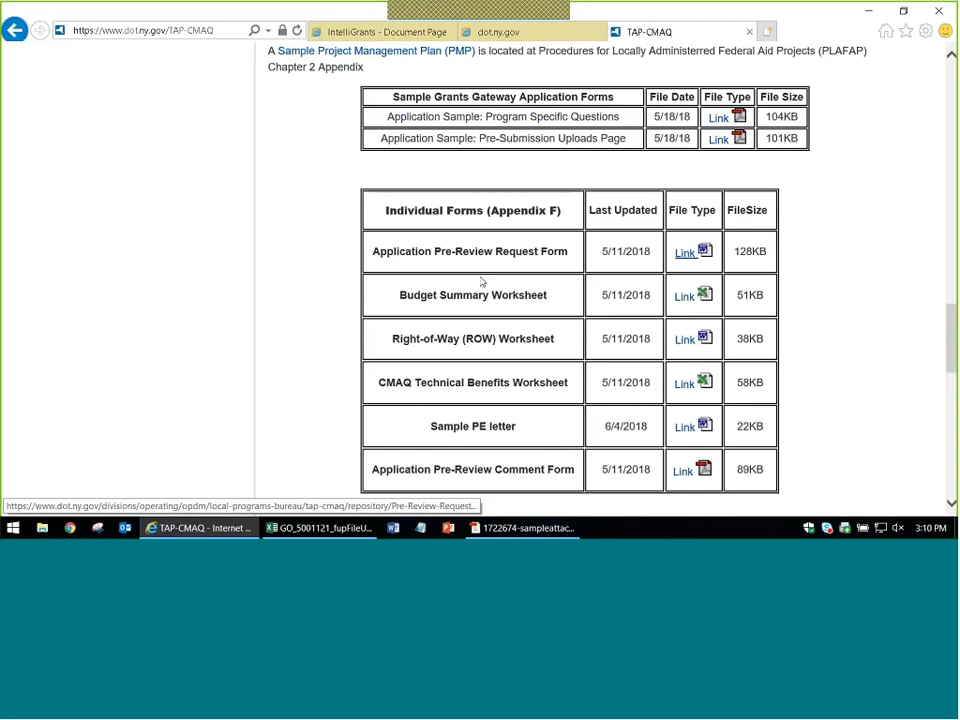 https://www.dot.ny.gov/TAP-CMAQ
IntelliGrants - Document Page
dot.ny.gov
TAP-CMAQ
A Sample Project Management Plan (PMP) is located at Procedures for Locally Administerred Federal Aid Projects (PLAFAP)
Chapter 2 Appendix
Sample Grants Gateway Application Forms File Date File Type File Size
Application Sample: Program Specific Questions 5/18/18 Link 104KB
Application Sample: Pre-Submission Uploads Page 5/18/18 Link 101KB
Individual Forms (Appendix F) Last Updated File Type FileSize
Application Pre-Review Request Form 5/11/2018 Link 128KB
Budget Summary Worksheet 5/11/2018 Link 51KB
Right-of-Way (ROW) Worksheet 5/11/2018 Link 38KB
CMAQ Technical Benefits Worksheet 5/11/2018 Link 58KB
Sample PE letter 6/4/2018 Link 22KB
Application Pre-Review Comment Form 5/11/2018 Link 89KB
https://www.dot.ny.gov/divisions/operating/opdm/local-programs-bureau/tap-cmaq/repository/Pre-Review-Request...
TAP-CMAQ - Internet ...
GO_5001121_fupFileU...
1722674-sampleattac...
3:10 PM